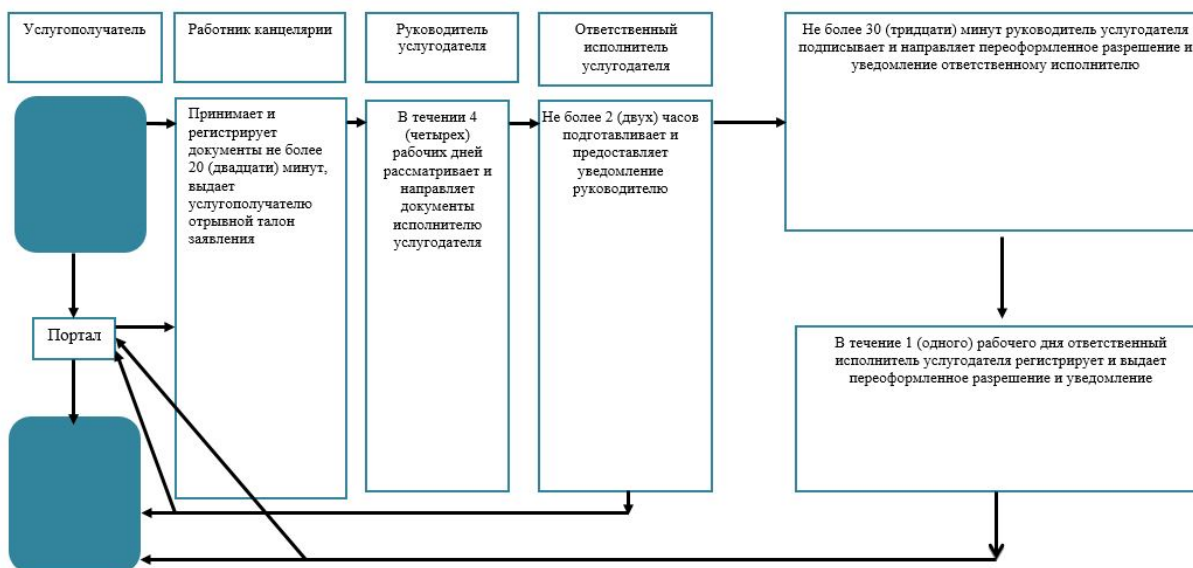 Услугополучатель
Работник канцелярии
Руководитель
услугодателя
Ответственный
исполнитель
услугодателя
Не более 30 (тридцати) минут руководитель услугодателя
подписывает и направляет переоформленное разрешение и
уведомление ответственному исполнителю
Принимает и
регистрирует
документы не более
20 (двадцати) минут,
выдает
услугополучателю
отрывной талон
заявления
В течении 4
(четырех)
рабочих дней
рассматривает и
направляет
документы
исполнителю
услугодателя
Не более 2 (двух) часов
подготавливает и
предоставляет
уведомление
руководителю
Портал
В течение 1 (одного) рабочего дня ответственный
исполнитель услугодателя регистрирует и выдает
переоформленное разрешение и уведомление